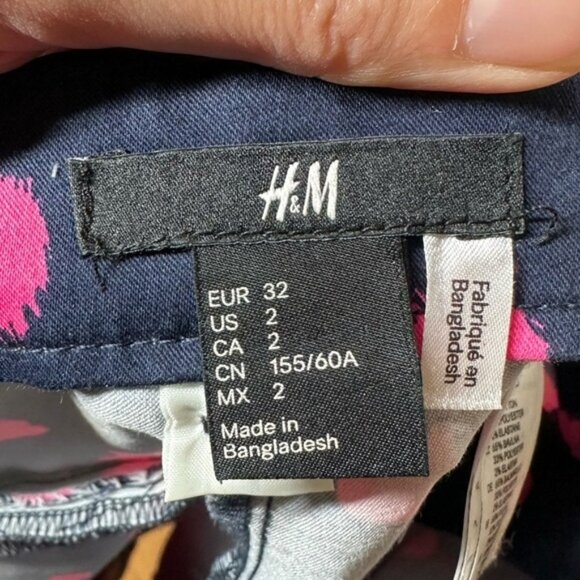 H&M
EUR 32
US 2
CA 2
CN 155/60A
MX 2
Made in
Bangladesh
Fabriqué en
Bangladesh